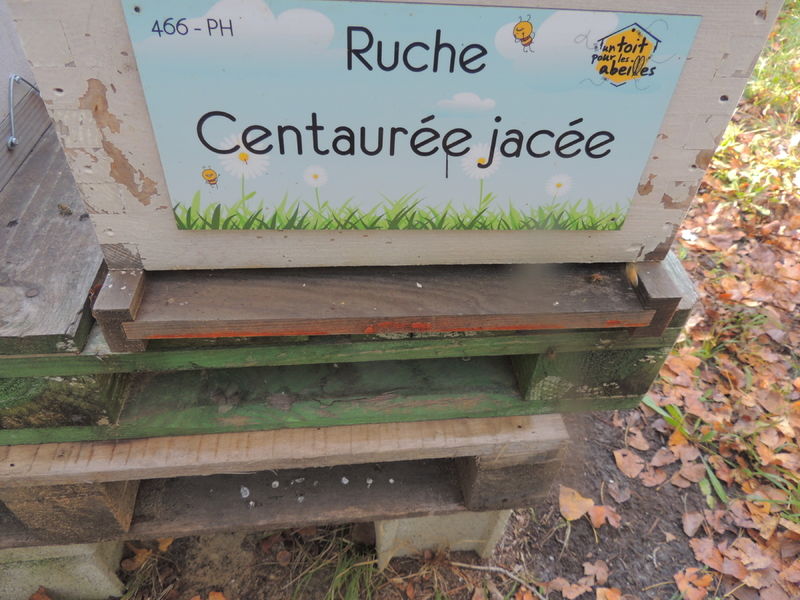 466 - PH
Ruche
un toit
pour les
abeilles
Centaurée jacée